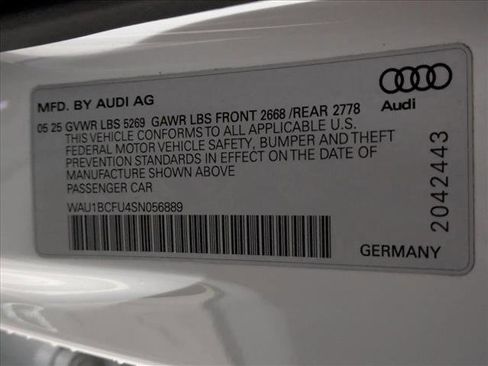 MFD. BY AUDI AG
05 25 GVWR LBS 5269 GAWR LBS FRONT 2668 /REAR 2778
THIS VEHICLE CONFORMS TO ALL APPLICABLE U.S.
FEDERAL MOTOR VEHICLE SAFETY, BUMPER AND THEFT
PREVENTION STANDARDS IN EFFECT ON THE DATE OF
MANUFACTURE SHOWN ABOVE
PASSENGER CAR
WAU1BCFU4SN056889
Audi
2042443
GERMANY